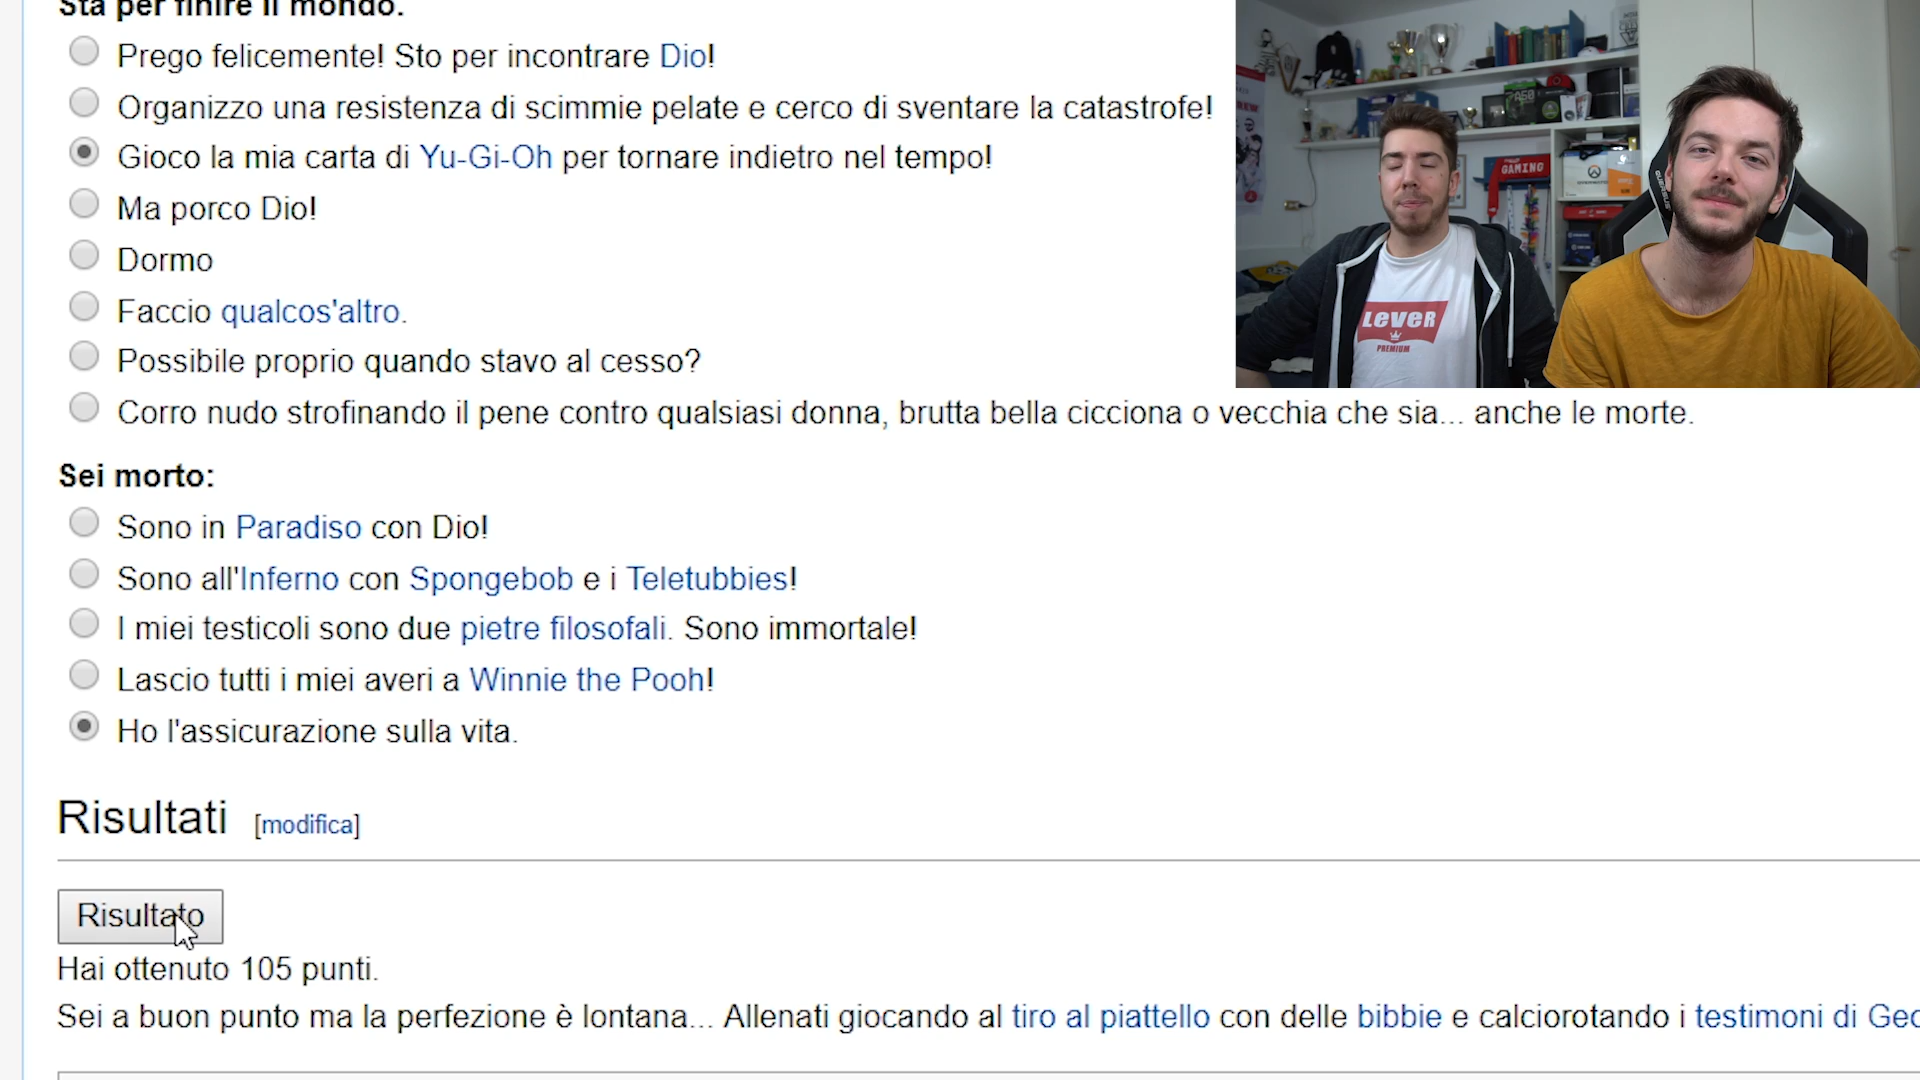 Sta per finire il mondo.
Prego felicemente! Sto per incontrare Dio!
Organizzo una resistenza di scimmie pelate e cerco di sventare la catastrofe!
Gioco la mia carta di Yu-Gi-Oh per tornare indietro nel tempo!
Ma porco Dio!
Dormo
Faccio qualcos'altro.
Possibile proprio quando stavo al cesso?
Corro nudo strofinando il pene contro qualsiasi donna, brutta bella cicciona o vecchia che sia... anche le morte.
GAMING
LEVER
PREMIUM
Sei morto:
Sono in Paradiso con Dio!
Sono all'Inferno con Spongebob e i Teletubbies!
I miei testicoli sono due pietre filosofali. Sono immortale!
Lascio tutti i miei averi a Winnie the Pooh!
Ho l'assicurazione sulla vita.
Risultati [modifica]
Risultato
Hai ottenuto 105 punti.
Sei a buon punto ma la perfezione è lontana... Allenati giocando al tiro al piattello con delle bibbie e calciorotando i testimoni di